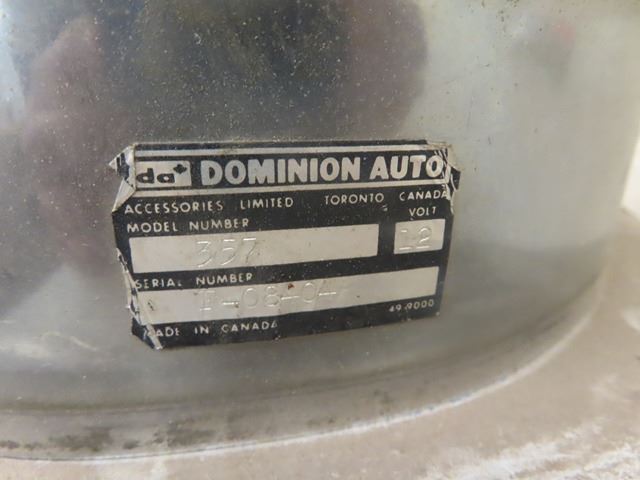 da DOMINION AUTO
ACCESSORIES LIMITED TORONTO CANADA
MODEL NUMBER VOLT
357 12
SERIAL NUMBER
MADE IN CANADA 49-9000